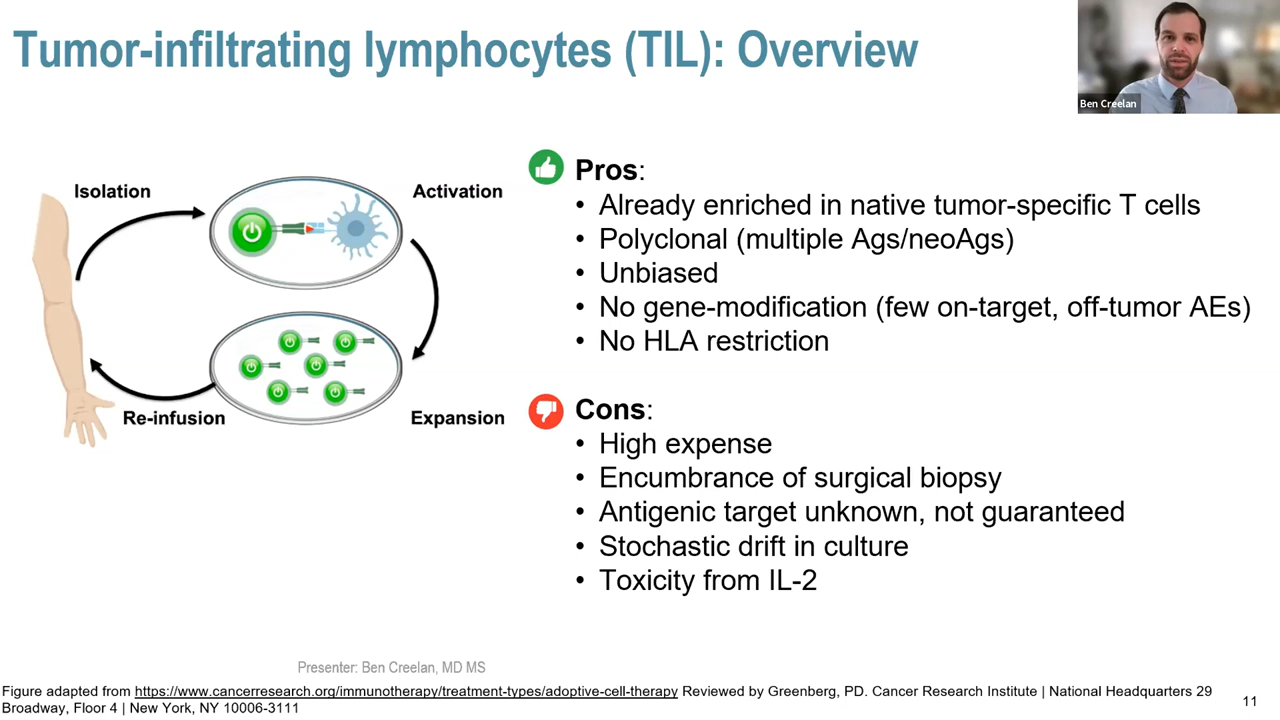 Tumor-infiltrating lymphocytes (TIL): Overview
Ben Creelan
Isolation
Activation
Re-infusion
Expansion
Pros:
• Already enriched in native tumor-specific T cells
• Polyclonal (multiple Ags/neoAgs)
• Unbiased
• No gene-modification (few on-target, off-tumor AEs)
• No HLA restriction
Cons:
• High expense
• Encumbrance of surgical biopsy
• Antigenic target unknown, not guaranteed
• Stochastic drift in culture
• Toxicity from IL-2
Presenter: Ben Creelan, MD MS
Figure adapted from https://www.cancerresearch.org/immunotherapy/treatment-types/adoptive-cell-therapy Reviewed by Greenberg, PD. Cancer Research Institute | National Headquarters 29
Broadway, Floor 4 | New York, NY 10006-3111
11